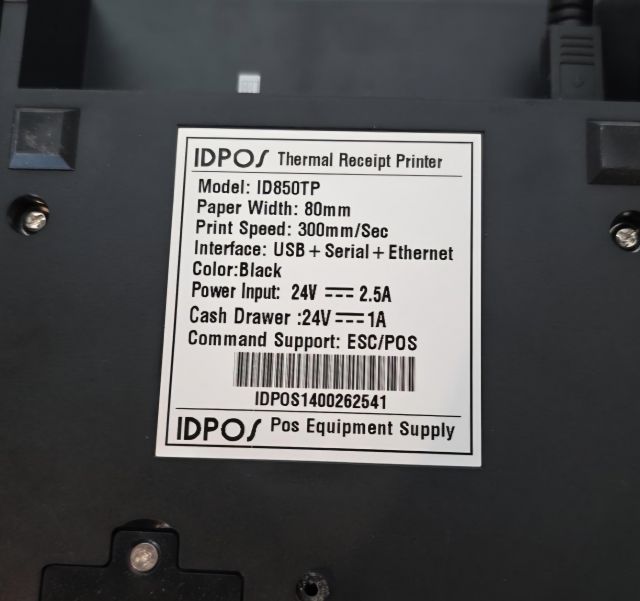 IDPOS Thermal Receipt Printer
Model: ID850TP
Paper Width: 80mm
Print Speed: 300mm/Sec
Interface: USB + Serial + Ethernet
Color:Black
Power Input: 24V ⎓ 2.5A
Cash Drawer :24V ⎓ 1A
Command Support: ESC/POS
IDPOS1400262541
IDPOS Pos Equipment Supply